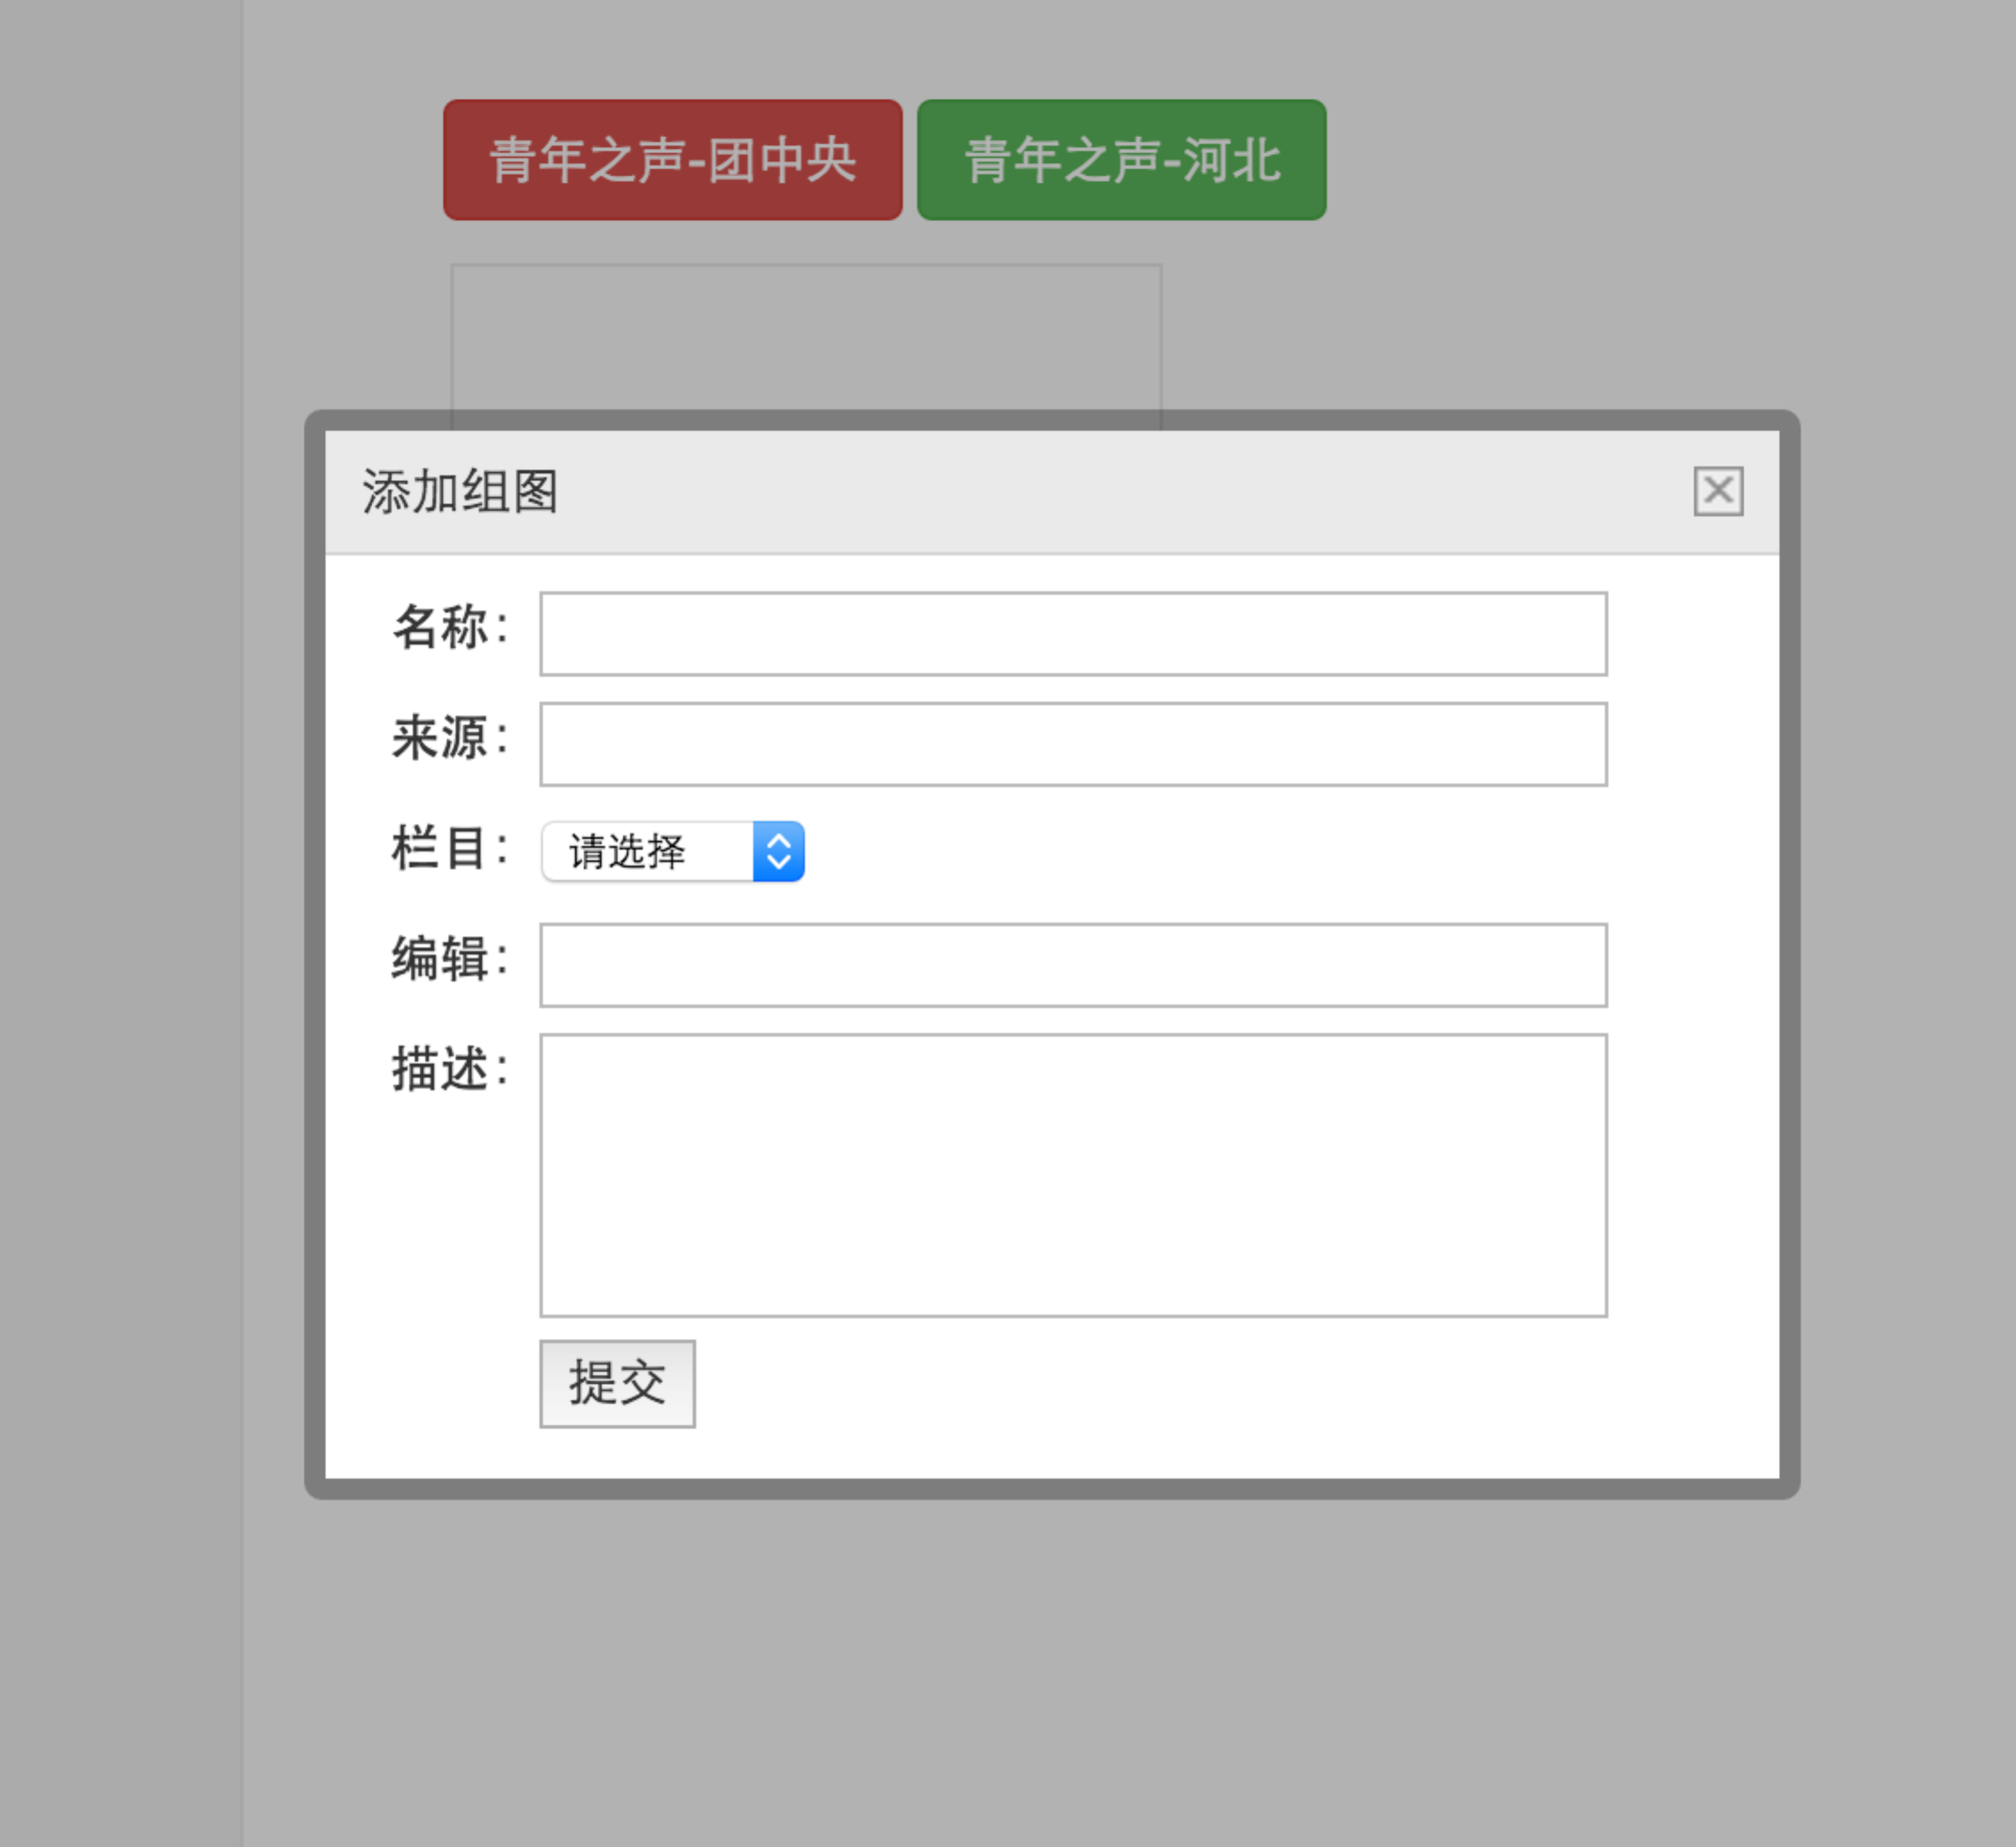 青年之声-团中央
青年之声-河北
添加组图
名称：
来源：
栏目：
请选择
编辑：
描述：
提交